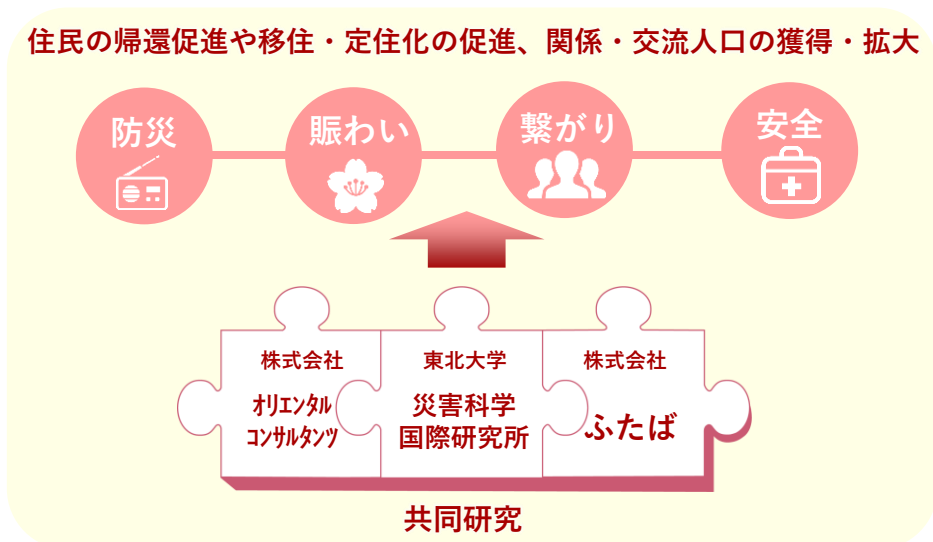 住民の帰還促進や移住・定住化の促進、関係・交流人口の獲得・拡大
防災
賑わい
繋がり
安全
株式会社
ｵﾘｴﾝﾀﾙ
ｺﾝｻﾙﾀﾝﾂ
東北大学
災害科学
国際研究所
株式会社
ふたば
共同研究